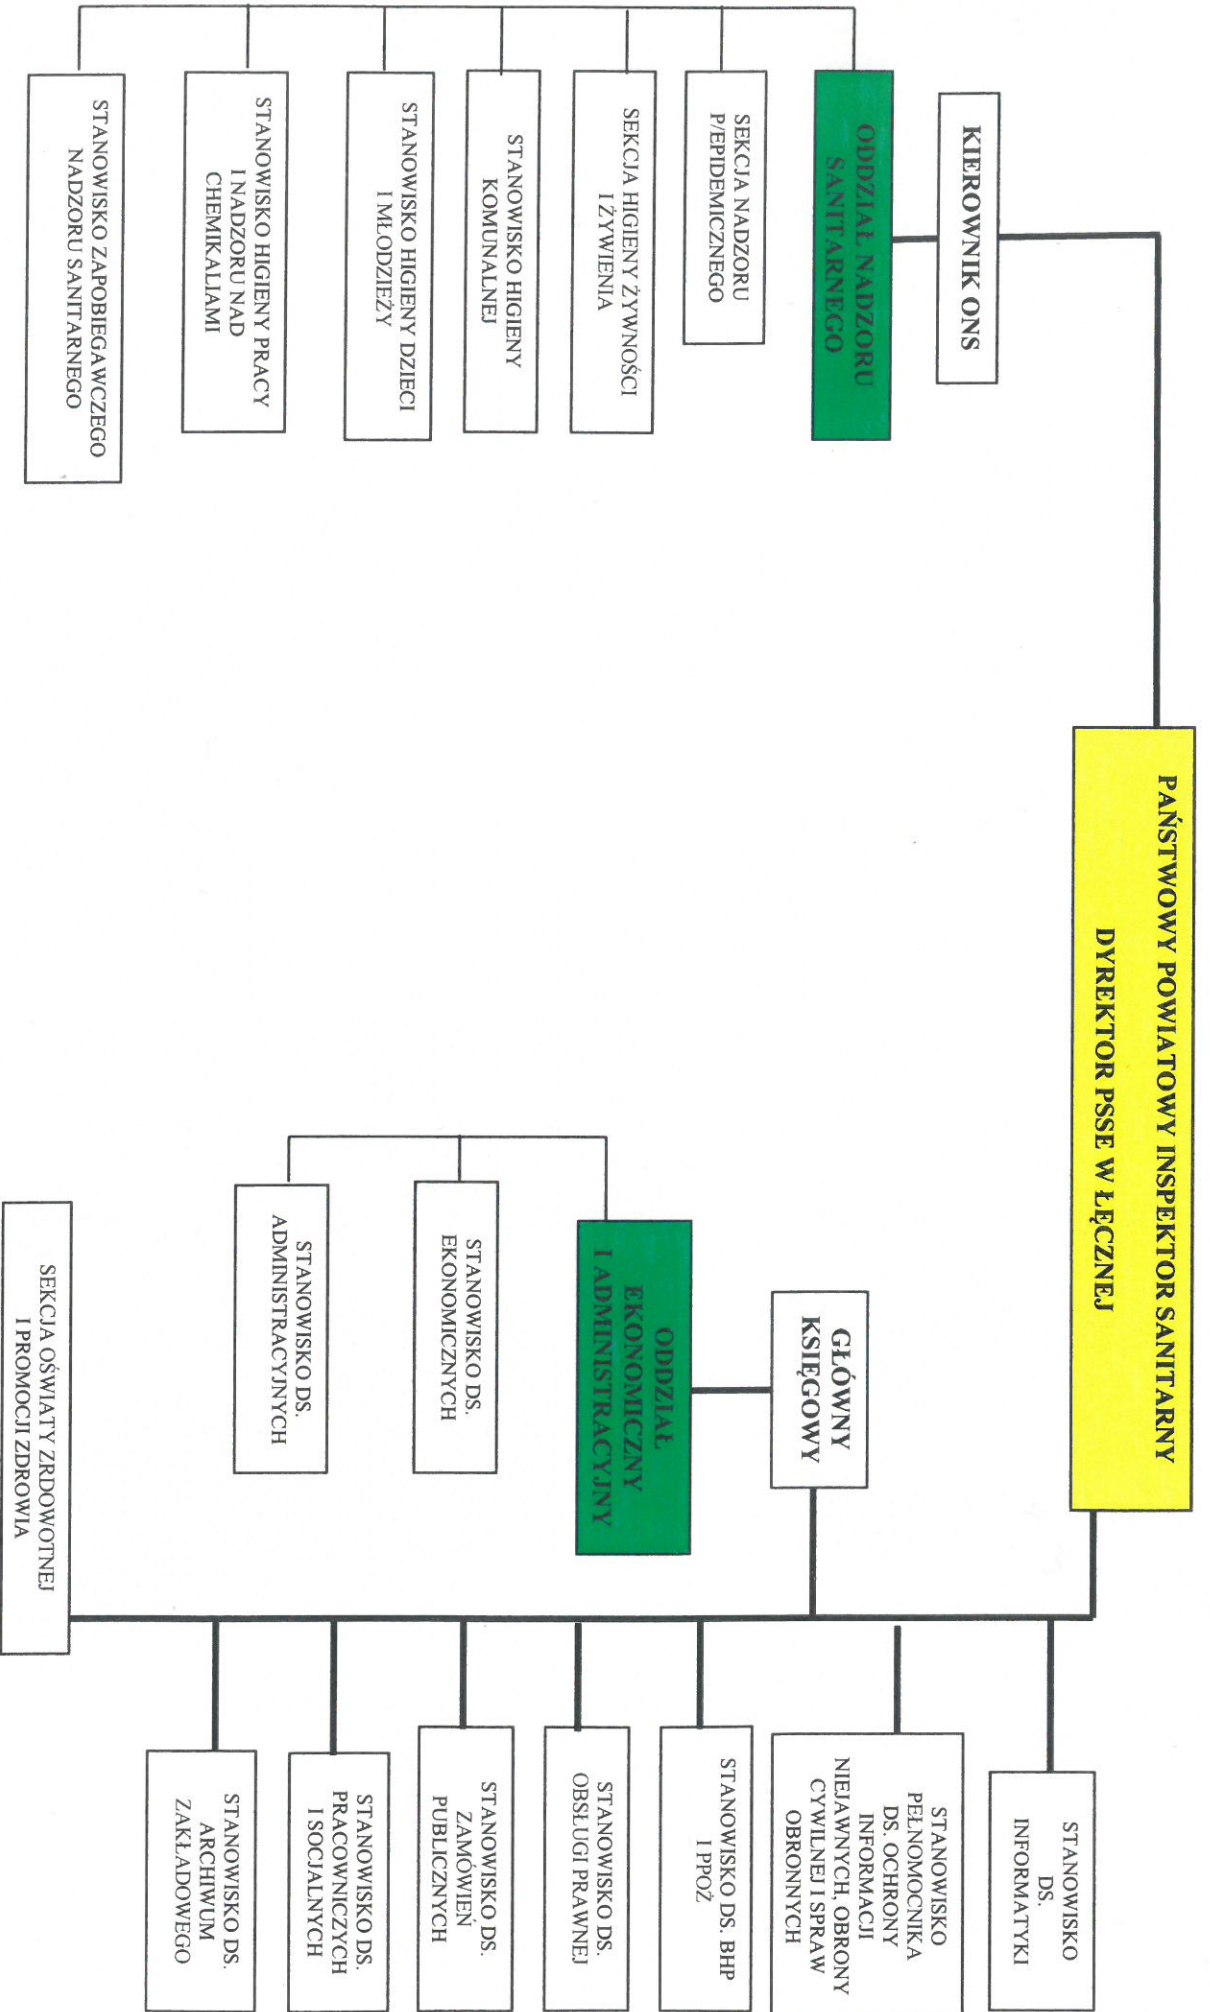 PAŃSTWOWY POWIATOWY INSPEKTOR SANITARNY
DYREKTOR PSSE W ŁĘCZNEJ
KIEROWNIK ONS
ODDZIAŁ NADZORU
SANITARNEGO
SEKCJA NADZORU
P/EPIDEMICZNEGO
SEKCJA HIGIENY ŻYWNOŚCI
I ŻYWIENIA
STANOWISKO HIGIENY
KOMUNALNEJ
STANOWISKO HIGIENY DZIECI
I MŁODZIEŻY
STANOWISKO HIGIENY PRACY
I NADZORU NAD
CHEMIKALIAMI
STANOWISKO ZAPOBIEGAWCZEGO
NADZORU SANITARNEGO
GŁÓWNY
KSIĘGOWY
ODDZIAŁ
EKONOMICZNY
I ADMINISTRACYJNY
STANOWISKO DS.
EKONOMICZNYCH
STANOWISKO DS.
ADMINISTRACYJNYCH
SEKCJA OŚWIATY ZRDOWOTNEJ
I PROMOCJI ZDROWIA
STANOWISKO
DS.
INFORMATYKI
STANOWISKO
PEŁNOMOCNIKA
DS. OCHRONY
INFORMACJI
NIEJAWNYCH, OBRONY
CYWILNEJ I SPRAW
OBRONNYCH
STANOWISKO DS. BHP
I PPOŻ
STANOWISKO DS.
OBSŁUGI PRAWNEJ
STANOWISKO DS.
ZAMÓWIEŃ
PUBLICZNYCH
STANOWISKO DS.
PRACOWNICZYCH
I SOCJALNYCH
STANOWISKO DS.
ARCHIWUM
ZAKŁADOWEGO